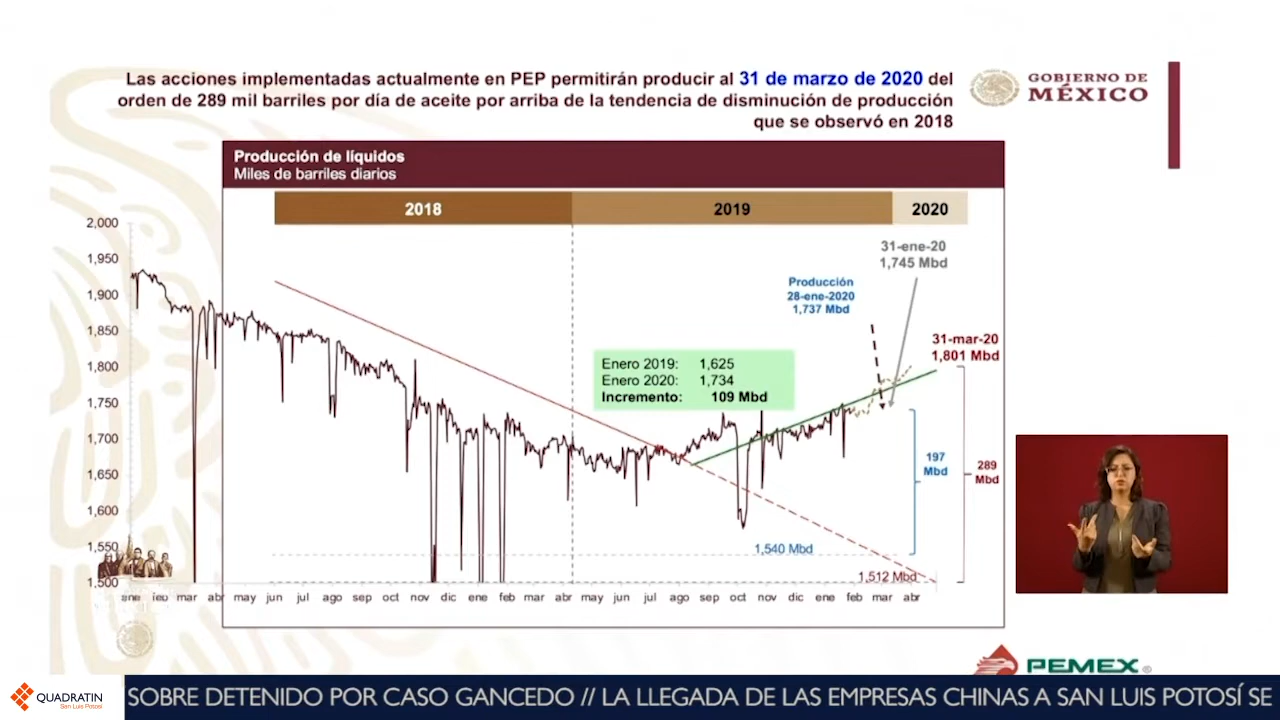 Las acciones implementadas actualmente en PEP permitirán producir al 31 de marzo de 2020 del
orden de 289 mil barriles por día de aceite por arriba de la tendencia de disminución de producción
que se observó en 2018
GOBIERNO DE
MÉXICO
Producción de líquidos
Miles de barriles diarios
2018 2019 2020
2,000
1,950
1,900
1,850
1,800
1,750
1,700
1,650
1,600
1,550
1,500
31-ene-20
1,745 Mbd
Producción
28-ene-2020
1,737 Mbd
31-mar-20
1,801 Mbd
Enero 2019: 1,625
Enero 2020: 1,734
Incremento: 109 Mbd
197
Mbd
289
Mbd
1,540 Mbd
1,512 Mbd
ene feb mar abr may jun jul ago sep oct nov dic ene feb mar abr may jun jul ago sep oct nov dic ene feb mar abr
PEMEX®
QUADRATIN
San Luis Potosí
SOBRE DETENIDO POR CASO GANCEDO // LA LLEGADA DE LAS EMPRESAS CHINAS A SAN LUIS POTOSÍ SE